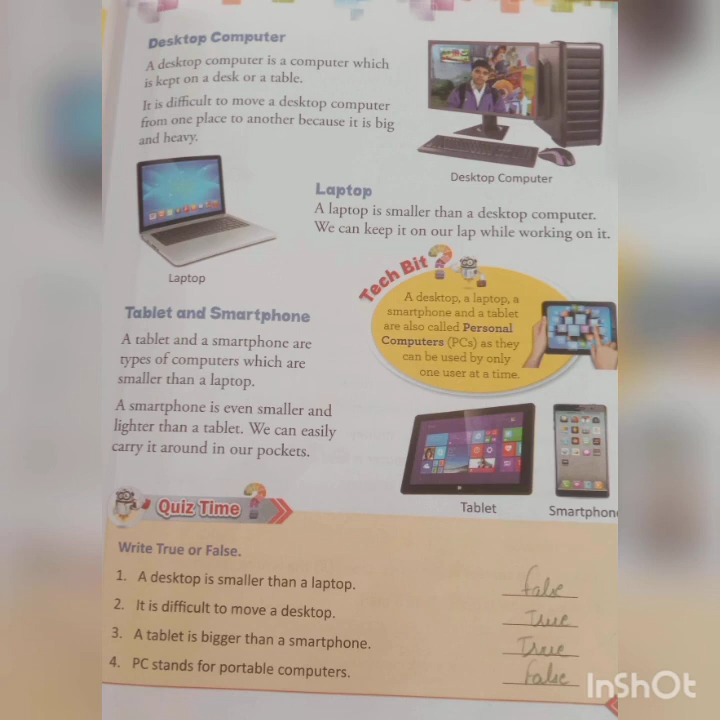 Desktop Computer
A desktop computer is a computer which
is kept on a desk or a table.
It is difficult to move a desktop computer
from one place to another because it is big
and heavy.
Desktop Computer
Laptop
A laptop is smaller than a desktop computer.
We can keep it on our lap while working on it.
Laptop
Tech Bit
A desktop, a laptop, a
smartphone and a tablet
are also called Personal
Computers (PCs) as they
can be used by only
one user at a time.
Tablet and Smartphone
A tablet and a smartphone are
types of computers which are
smaller than a laptop.
A smartphone is even smaller and
lighter than a tablet. We can easily
carry it around in our pockets.
Tablet
Smartphon
Quiz Time
Write True or False.
1. A desktop is smaller than a laptop. False
2. It is difficult to move a desktop. True
3. A tablet is bigger than a smartphone. True
4. PC stands for portable computers. False
InShOt